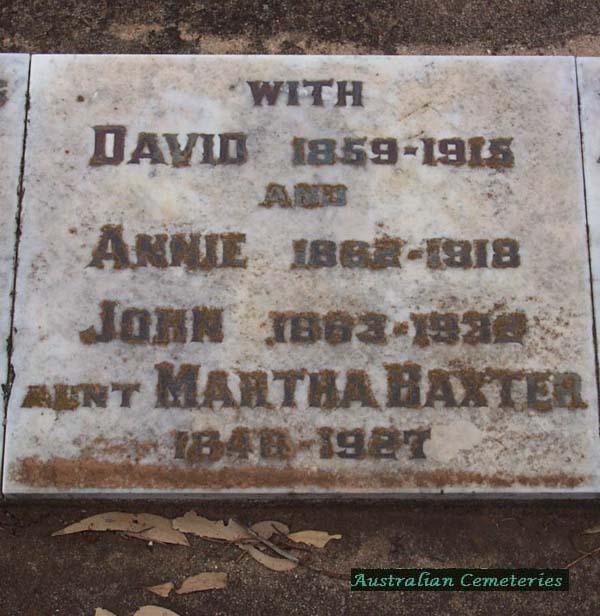 WITH
DAVID 1859-1915
AND
ANNIE 1862-1918
JOHN 1863-1932
AUNT MARTHA BAXTER
1846-1927
Australian Cemeteries